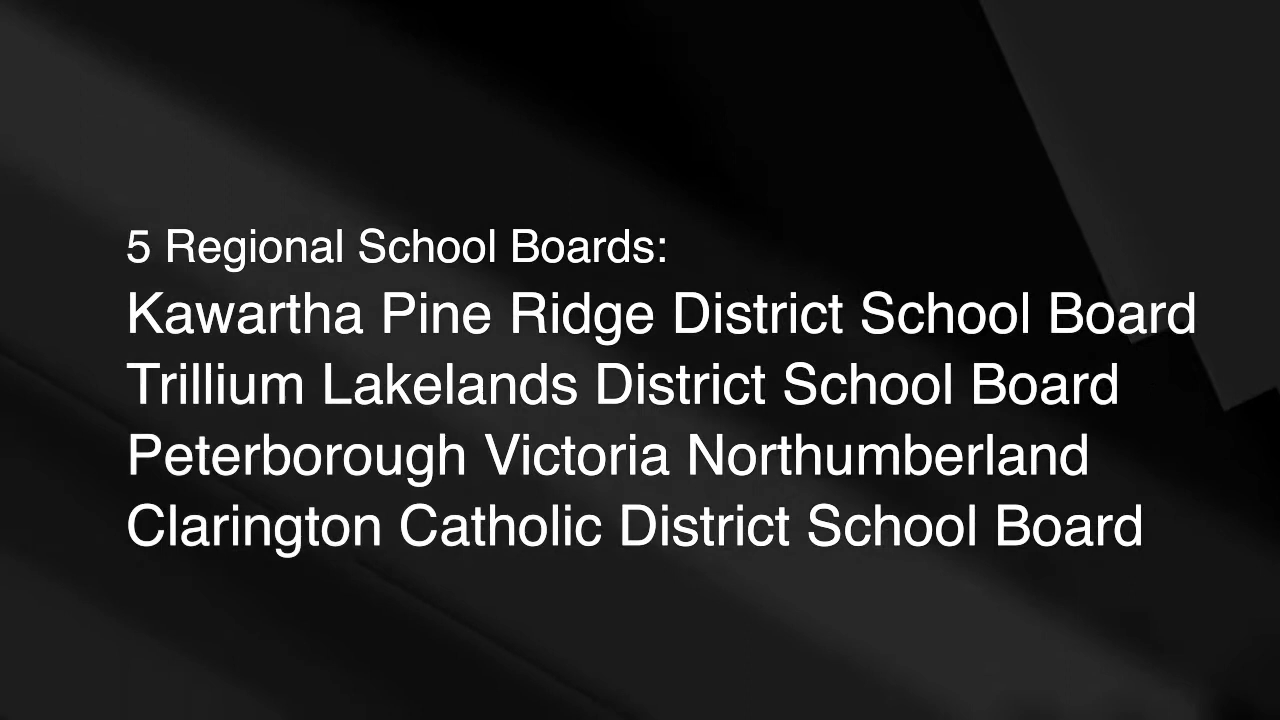 5 Regional School Boards:
Kawartha Pine Ridge District School Board
Trillium Lakelands District School Board
Peterborough Victoria Northumberland
Clarington Catholic District School Board